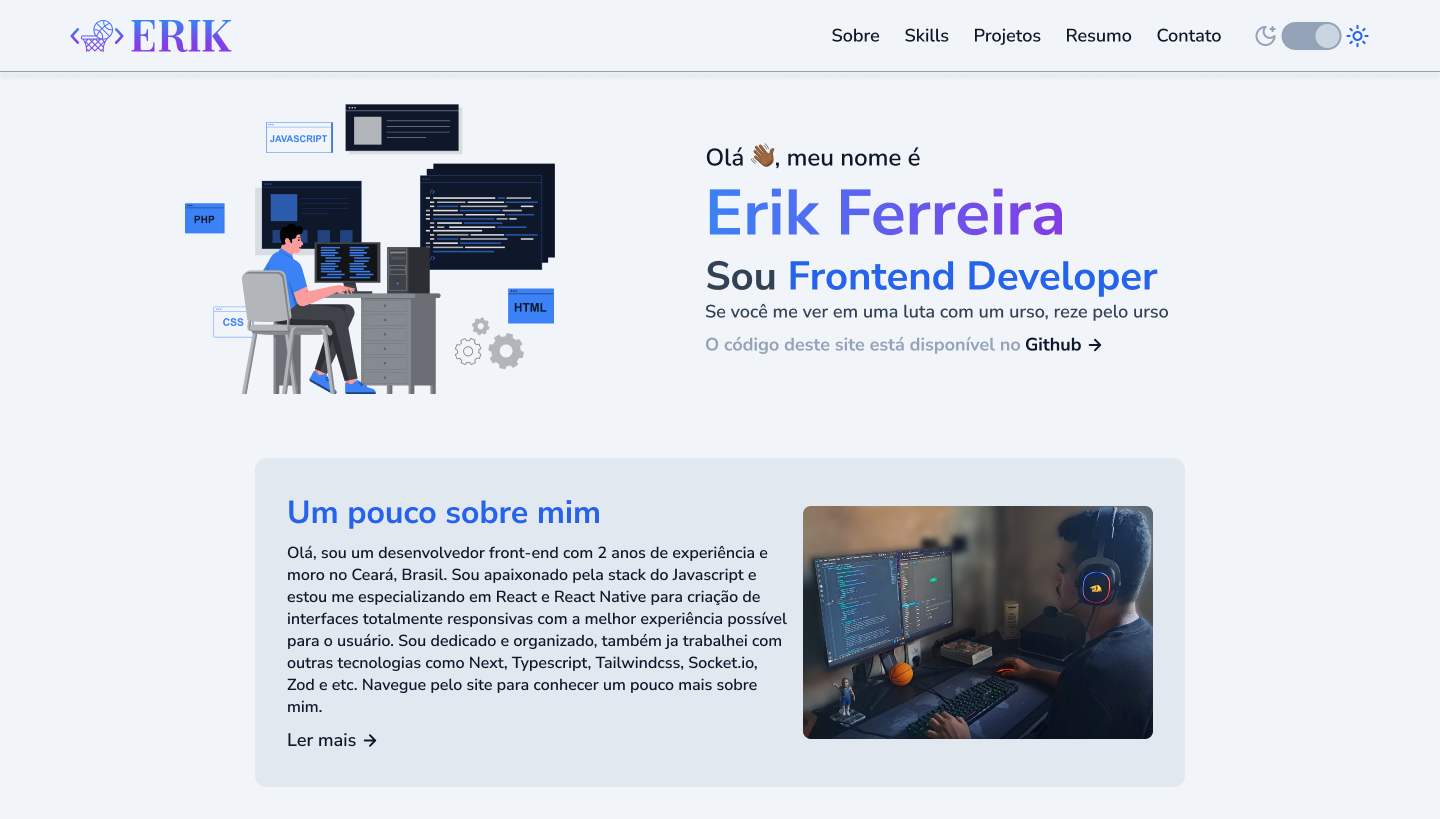 ERIK
Sobre Skills Projetos Resumo Contato
JAVASCRIPT
PHP
CSS
HTML
Olá 👋🏾, meu nome é
Erik Ferreira
Sou Frontend Developer
Se você me ver em uma luta com um urso, reze pelo urso
O código deste site está disponível no Github →
Um pouco sobre mim
Olá, sou um desenvolvedor front-end com 2 anos de experiência e
moro no Ceará, Brasil. Sou apaixonado pela stack do Javascript e
estou me especializando em React e React Native para criação de
interfaces totalmente responsivas com a melhor experiência possível
para o usuário. Sou dedicado e organizado, também ja trabalhei com
outras tecnologias como Next, Typescript, Tailwindcss, Socket.io,
Zod e etc. Navegue pelo site para conhecer um pouco mais sobre
mim.
Ler mais →